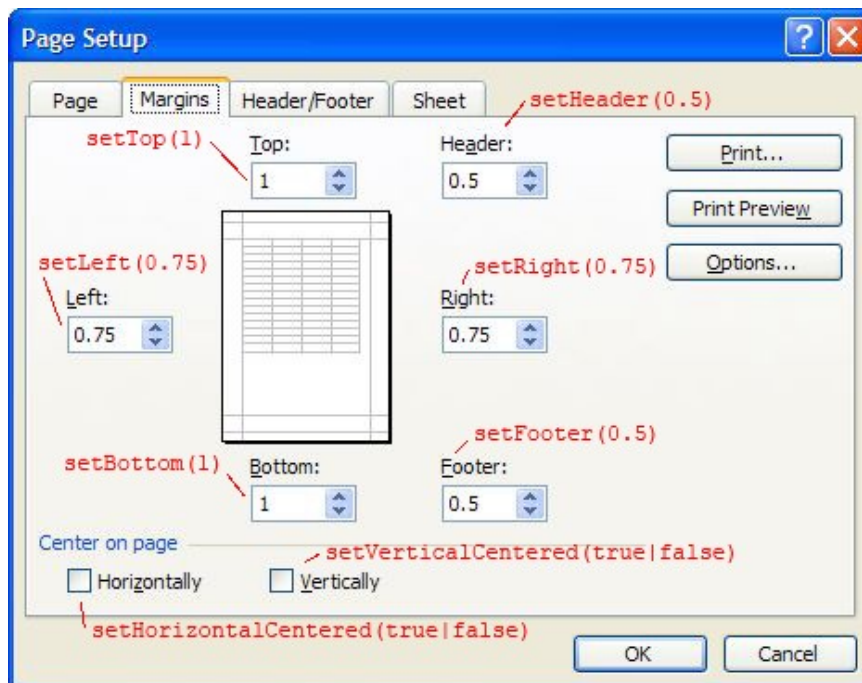 Page Setup
Page Margins Header/Footer Sheet
setHeader(0.5)
setTop(1)
Top:
Header:
Print...
1
0.5
Print Preview
setLeft(0.75)
setRight(0.75)
Options...
Left:
Right:
0.75
0.75
setFooter(0.5)
setBottom(1)
Bottom:
Footer:
1
0.5
Center on page
setVerticalCentered(true|false)
Horizontally
Vertically
setHorizontalCentered(true|false)
OK
Cancel